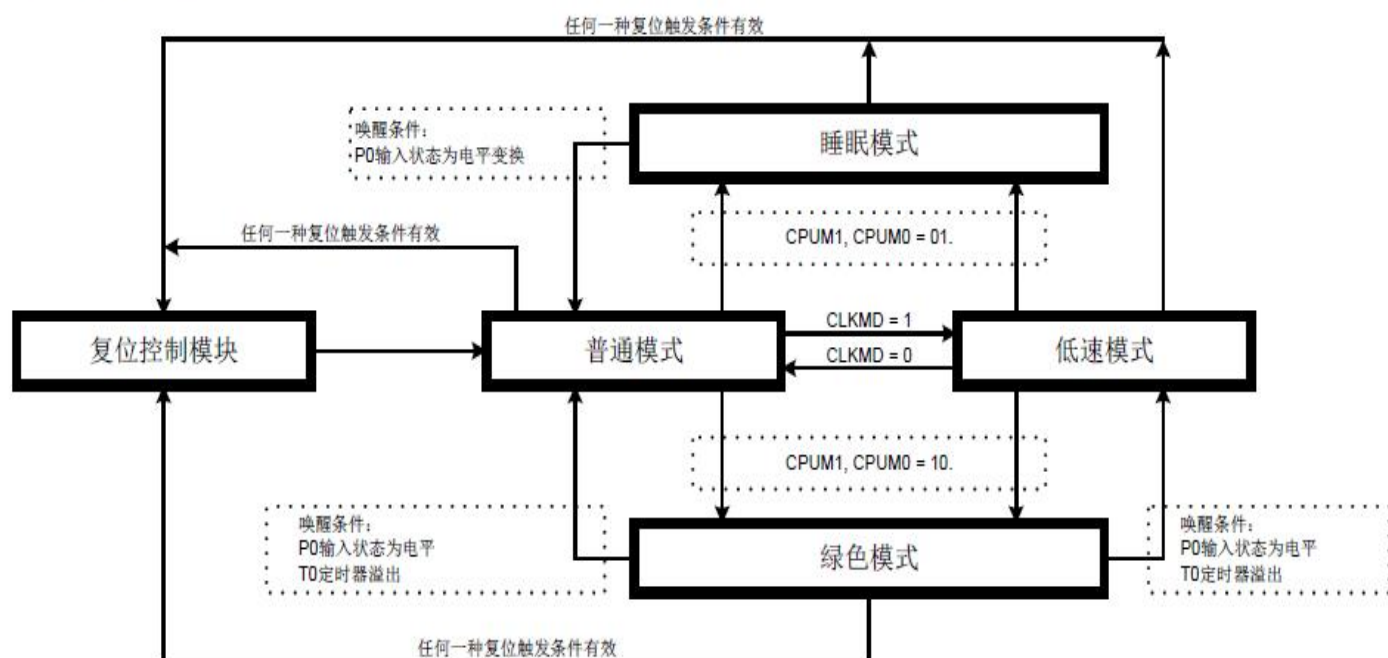 任何一种复位触发条件有效
唤醒条件：
P0输入状态为电平变换
睡眠模式
任何一种复位触发条件有效
CPUM1, CPUM0 = 01.
复位控制模块
普通模式
CLKMD = 1
CLKMD = 0
低速模式
CPUM1, CPUM0 = 10.
唤醒条件：
P0输入状态为电平
T0定时器溢出
绿色模式
唤醒条件：
P0输入状态为电平
T0定时器溢出
任何一种复位触发条件有效